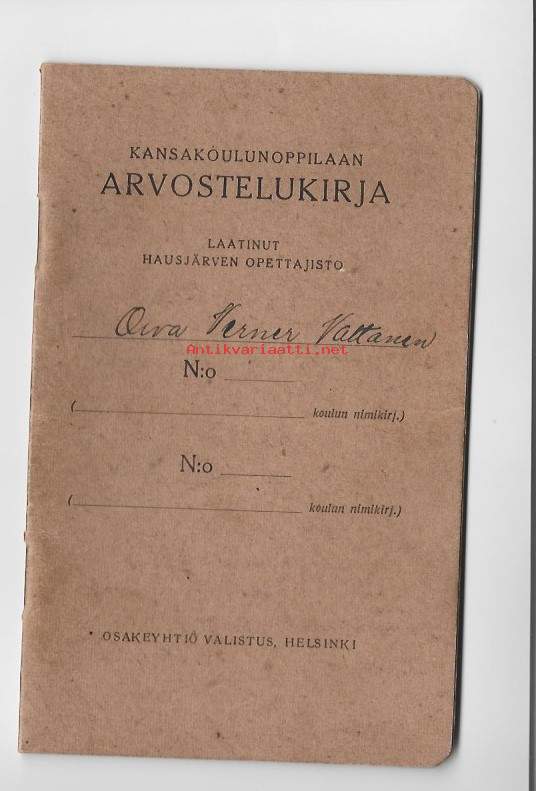 KANSAKOULUNOPPILAAN
ARVOSTELUKIRJA
LAATINUT
HAUSJÄRVEN OPETTAJISTO
Oiva Verner Valtanen
Antikvariaatti.net
N:o
( koulun nimikirj.)
N:o
( koulun nimikirj.)
OSAKEYHTIÖ VALISTUS, HELSINKI